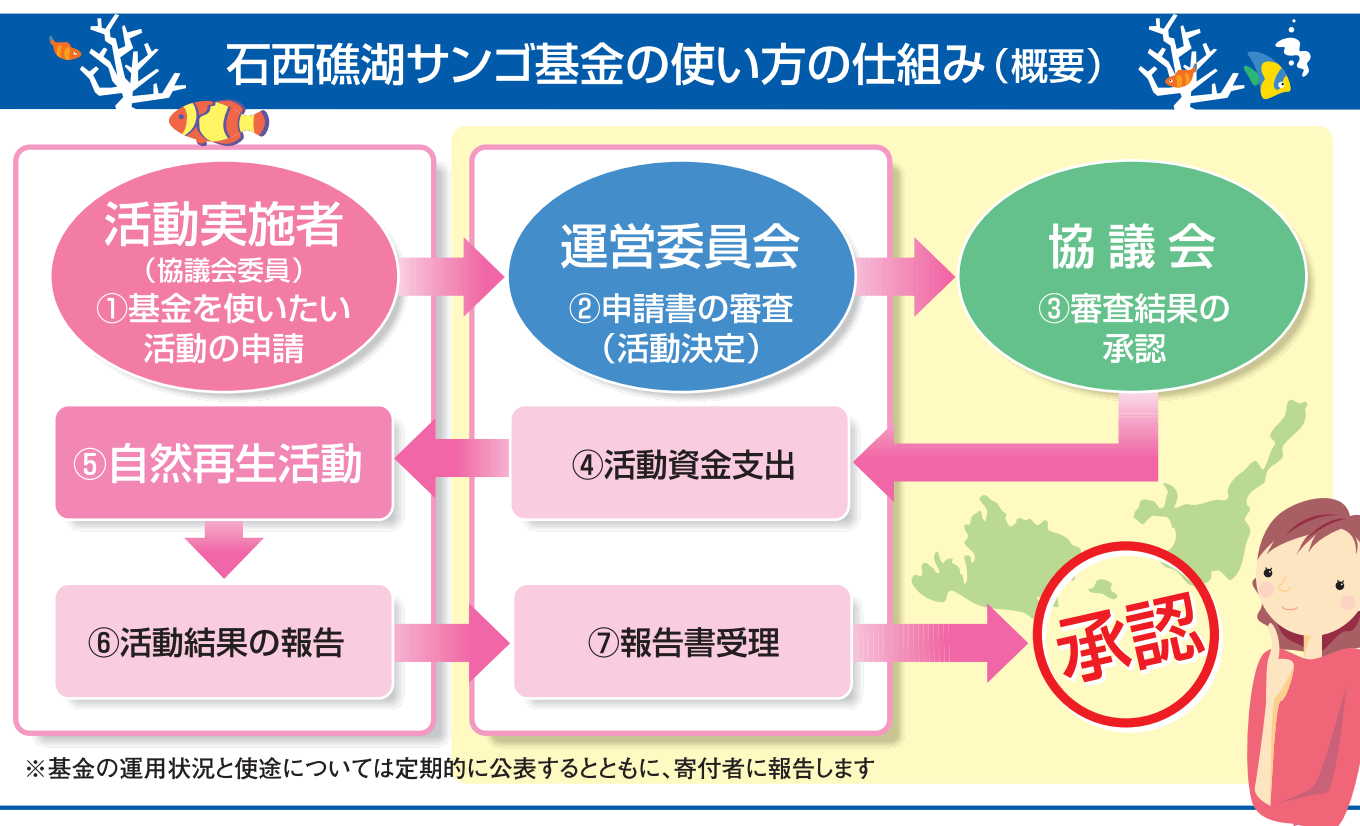 石西礁湖サンゴ基金の使い方の仕組み（概要）
活動実施者
（協議会委員）
①基金を使いたい
活動の申請
運営委員会
②申請書の審査
（活動決定）
協議会
③審査結果の
承認
④活動資金支出
⑤自然再生活動
⑥活動結果の報告
⑦報告書受理
承認
※基金の運用状況と使途については定期的に公表するとともに、寄付者に報告します